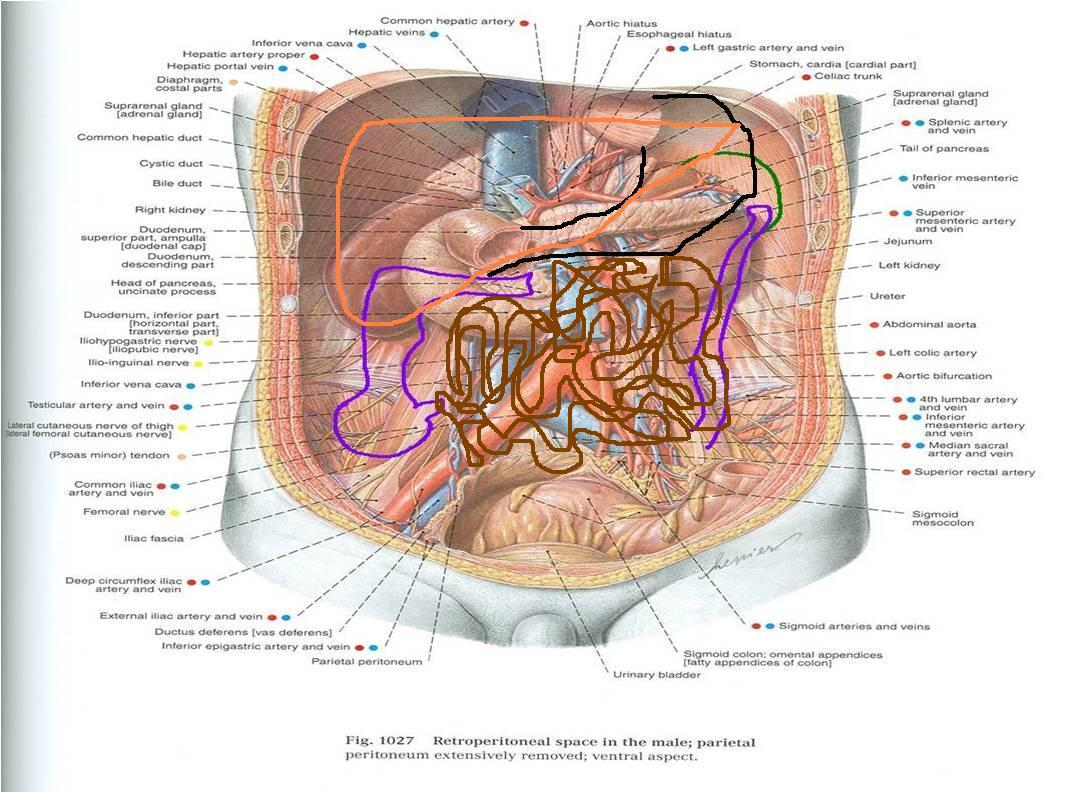 Common hepatic artery
Hepatic veins
Inferior vena cava
Hepatic artery proper
Hepatic portal vein
Diaphragm,
costal parts
Suprarenal gland
[adrenal gland]
Common hepatic duct
Cystic duct
Bile duct
Right kidney
Duodenum,
superior part, ampulla
[duodenal cap]
Duodenum,
descending part
Head of pancreas,
uncinate process
Duodenum, inferior part
[horizontal part,
transverse part]
Iliohypogastric nerve
[iliopubic nerve]
Ilio-inguinal nerve
Inferior vena cava
Testicular artery and vein
Lateral cutaneous nerve of thigh
[lateral femoral cutaneous nerve]
(Psoas minor) tendon
Common iliac
artery and vein
Femoral nerve
Iliac fascia
Deep circumflex iliac
artery and vein
External iliac artery and vein
Ductus deferens [vas deferens]
Inferior epigastric artery and vein
Parietal peritoneum
Aortic hiatus
Esophageal hiatus
Left gastric artery and vein
Stomach, cardia [cardial part]
Celiac trunk
Suprarenal gland
[adrenal gland]
Splenic artery
and vein
Tail of pancreas
Inferior mesenteric
vein
Superior
mesenteric artery
and vein
Jejunum
Left kidney
Ureter
Abdominal aorta
Left colic artery
Aortic bifurcation
4th lumbar artery
and vein
Inferior
mesenteric artery
and vein
Median sacral
artery and vein
Superior rectal artery
Sigmoid
mesocolon
Sigmoid arteries and veins
Sigmoid colon; omental appendices
[fatty appendices of colon]
Urinary bladder
Fig. 1027 Retroperitoneal space in the male; parietal
peritoneum extensively removed; ventral aspect.